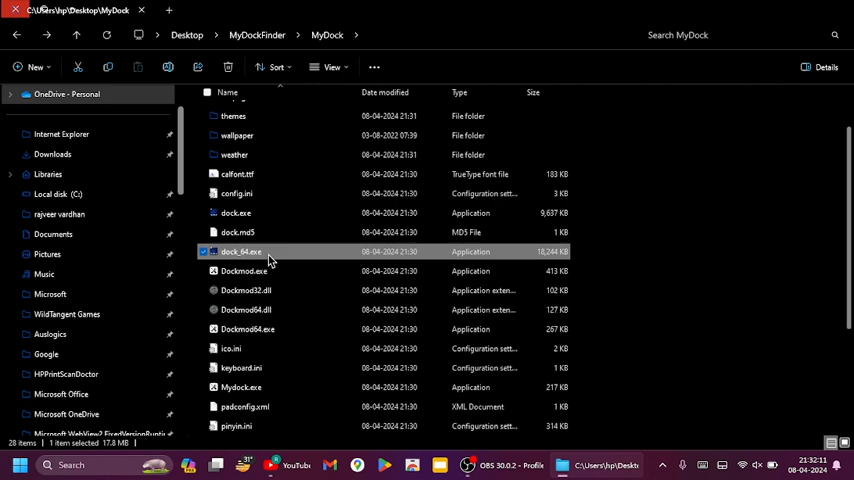 C:\Users\hp\Desktop\MyDock
Desktop > MyDockFinder > MyDock >
Search MyDock
New
Sort
View
Details
OneDrive - Personal
Internet Explorer
Downloads
Libraries
Local disk (C:)
rajveer vardhan
Documents
Pictures
Music
Microsoft
WildTangent Games
Auslogics
Google
HPPrintScanDoctor
Microsoft Office
Microsoft OneDrive
Microsoft WebView2 FixedVersionRunti
Name Date modified Type Size
themes 08-04-2024 21:31 File folder
wallpaper 03-08-2022 07:39 File folder
weather 08-04-2024 21:31 File folder
calfont.ttf 08-04-2024 21:30 TrueType font file 183 KB
config.ini 08-04-2024 21:30 Configuration sett... 3 KB
dock.exe 08-04-2024 21:30 Application 9,637 KB
dock.md5 08-04-2024 21:30 MD5 File 1 KB
dock_64.exe 08-04-2024 21:30 Application 18,244 KB
Dockmod.exe 08-04-2024 21:30 Application 413 KB
Dockmod32.dll 08-04-2024 21:30 Application exten... 102 KB
Dockmod64.dll 08-04-2024 21:30 Application exten... 127 KB
Dockmod64.exe 08-04-2024 21:30 Application 267 KB
ico.ini 08-04-2024 21:30 Configuration sett... 2 KB
keyboard.ini 08-04-2024 21:30 Configuration sett... 1 KB
Mydock.exe 08-04-2024 21:30 Application 217 KB
padconfig.xml 08-04-2024 21:30 XML Document 1 KB
pinyin.ini 08-04-2024 21:30 Configuration sett... 314 KB
28 items 1 item selected 17.8 MB
Search
31°
YouTube
OBS 30.0.2 - Profile
C:\Users\hp\Deskto
21:32:11
08-04-2024